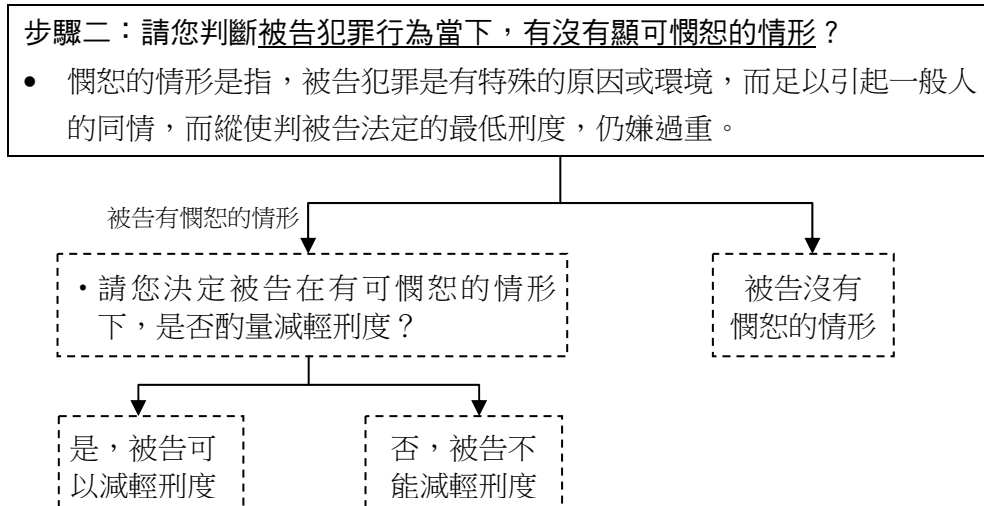 步驟二：請您判斷被告犯罪行為當下，有沒有顯可憫恕的情形？
• 憫恕的情形是指，被告犯罪是有特殊的原因或環境，而足以引起一般人
的同情，而縱使判被告法定的最低刑度，仍嫌過重。
被告有憫恕的情形
・請您決定被告在有可憫恕的情形
下，是否酌量減輕刑度？
被告沒有
憫恕的情形
是，被告可
以減輕刑度
否，被告不
能減輕刑度